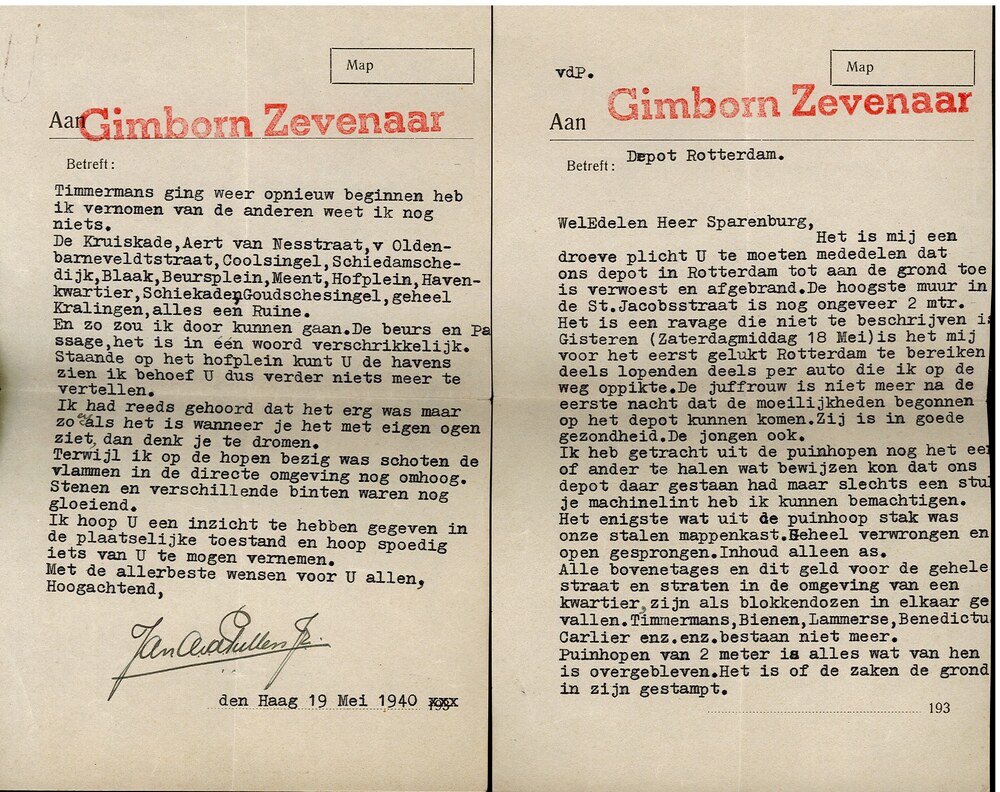 Map
Aan Gimborn Zevenaar
Betreft:
Timmermans ging weer opnieuw beginnen heb
ik vernomen van de anderen weet ik nog
niets.
De Kruiskade,Aert van Nesstraat,v Olden-
barneveldtstraat,Coolsingel,Schiedamsche-
dijk,Blaak,Beursplein,Meent,Hofplein,Haven-
kwartier,Schiekade,Goudschesingel,geheel
Kralingen,alles een Ruine.
En zo zou ik door kunnen gaan.De beurs en Pa
ssage,het is in één woord verschrikkelijk.
Staande op het hofplein kunt U de havens
zien ik behoef U dus verder niets meer te
vertellen.
Ik had reeds gehoord dat het erg was maar
zo als het is wanneer je het met eigen ogen
ziet, dan denk je te dromen.
Terwijl ik op de hopen bezig was schoten de
vlammen in de directe omgeving nog omhoog.
Stenen en verschillende binten waren nog
gloeiend.
Ik hoop U een inzicht te hebben gegeven in
de plaatselijke toestand en hoop spoedig
iets van U te mogen vernemen.
Met de allerbeste wensen voor U allen,
Hoogachtend,
den Haag 19 Mei 1940
vdP.
Map
Aan Gimborn Zevenaar
Betreft: Depot Rotterdam.
WelEdelen Heer Sparenburg,
Het is mij een
droeve plicht U te moeten mededelen dat
ons depot in Rotterdam tot aan de grond toe
is verwoest en afgebrand.De hoogste muur in
de St.Jacobsstraat is nog ongeveer 2 mtr.
Het is een ravage die niet te beschrijven is
Gisteren (Zaterdagmiddag 18 Mei)is het mij
voor het eerst gelukt Rotterdam te bereiken
deels lopenden deels per auto die ik op de
weg oppikte.De juffrouw is niet meer na de
eerste nacht dat de moeilijkheden begonnen
op het depot kunnen komen.Zij is in goede
gezondheid.De jongen ook.
Ik heb getracht uit de puinhopen nog het een
of ander te halen wat bewijzen kon dat ons
depot daar gestaan had maar slechts een stuk
je machinelint heb ik kunnen bemachtigen.
Het enigste wat uit de puinhoop stak was
onze stalen mappenkast.Geheel verwrongen en
open gesprongen.Inhoud alleen as.
Alle bovenetages en dit geld voor de gehele
straat en straten in de omgeving van een
kwartier, zijn als blokkendozen in elkaar ge
vallen.Timmermans,Bienen,Lammerse,Benedictu
Carlier enz.enz.bestaan niet meer.
Puinhopen van 2 meter is alles wat van hen
is overgebleven.Het is of de zaken de grond
in zijn gestampt.
193